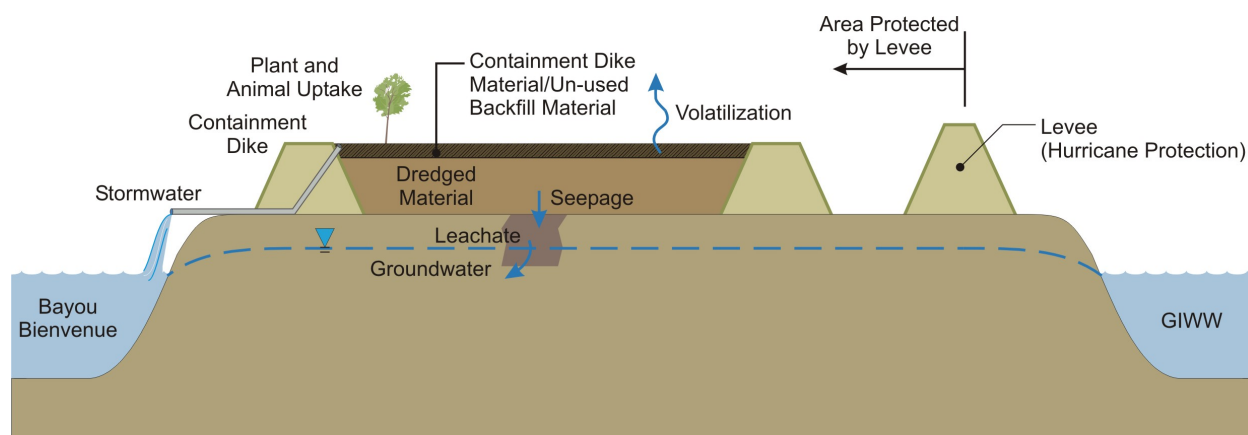 Area Protected
by Levee
Plant and
Animal Uptake
Containment Dike
Material/Un-used
Backfill Material
Volatilization
Containment
Dike
Levee
(Hurricane Protection)
Stormwater
Dredged
Material
Seepage
Leachate
Groundwater
Bayou
Bienvenue
GIWW